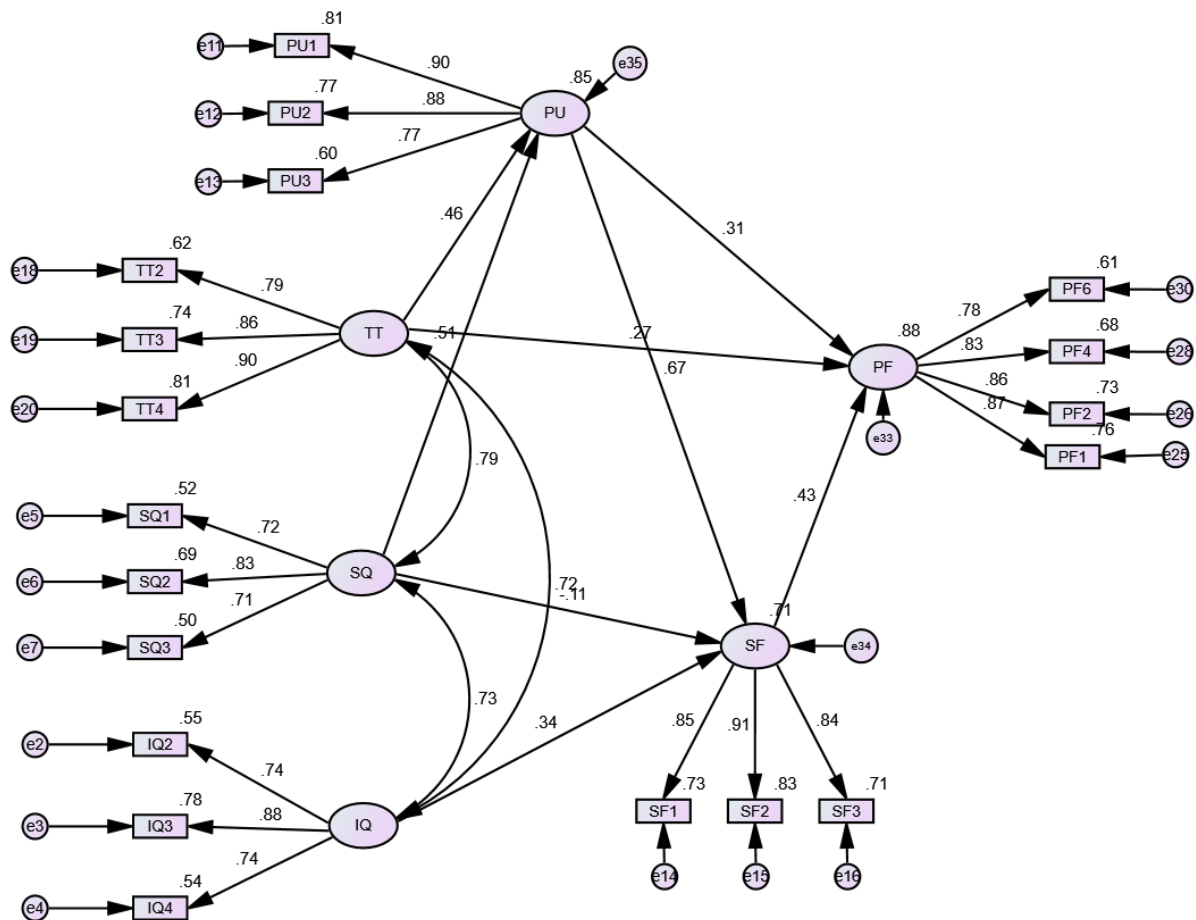 .81
e11 PU1
.90
.85 e35
.77
e12 PU2 .88 PU
.77
.60
e13 PU3
.46
.31
.62
e18 TT2
.79
.74
e19 TT3 .86 TT
.90
.81
e20 TT4
.51
.27
.67
.61
PF6 e30
.78
.88 .68
PF .83 PF4 e28
.86 .73
PF2 e26
.87 .76
e33 PF1 e25
.79
.43
.52
e5 SQ1
.72
.69
e6 SQ2 .83 SQ
.71
.50
e7 SQ3
.72
-.11
.71
SF e34
.73
.34
.85 .91 .84
.55
e2 IQ2
.74
.78
e3 IQ3 .88 IQ
.74
.54
e4 IQ4
.73 .83 .71
SF1 SF2 SF3
e14 e15 e16